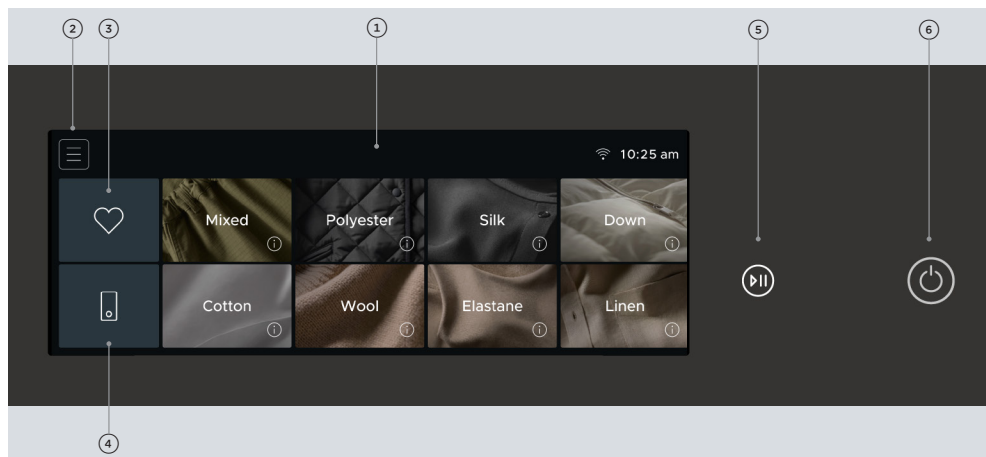 2 3 1 5 6
10:25 am
Mixed Polyester Silk Down
Cotton Wool Elastane Linen
4